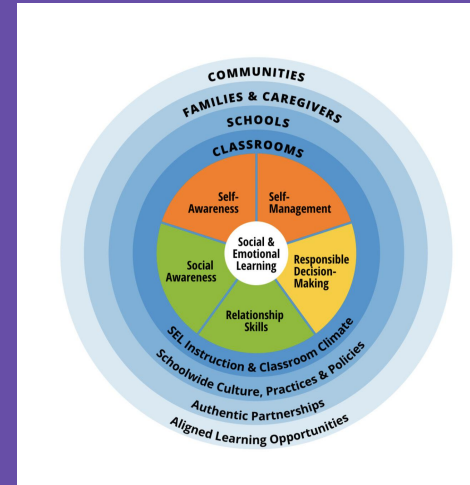 COMMUNITIES
FAMILIES & CAREGIVERS
SCHOOLS
CLASSROOMS
Self-
Awareness
Self-
Management
Social &
Emotional
Learning
Social
Awareness
Responsible
Decision-
Making
Relationship
Skills
SEL Instruction & Classroom Climate
Schoolwide Culture, Practices & Policies
Authentic Partnerships
Aligned Learning Opportunities